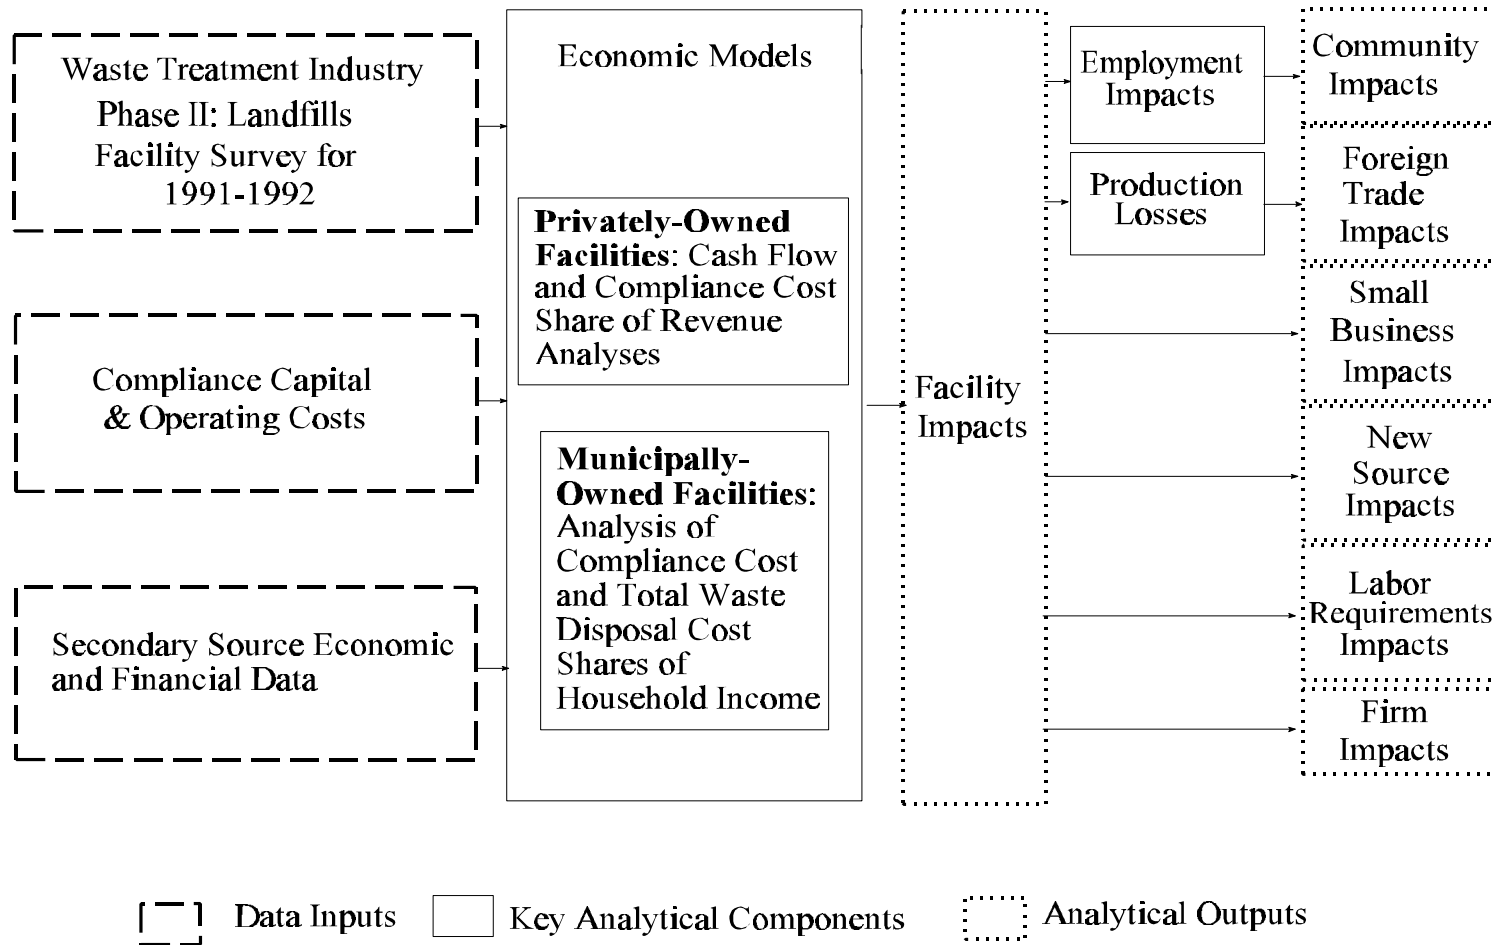 Waste Treatment Industry
Phase II: Landfills
Facility Survey for
1991-1992
Compliance Capital
& Operating Costs
Secondary Source Economic
and Financial Data
Economic Models
Privately-Owned
Facilities: Cash Flow
and Compliance Cost
Share of Revenue
Analyses
Municipally-
Owned Facilities:
Analysis of
Compliance Cost
and Total Waste
Disposal Cost
Shares of
Household Income
Facility
Impacts
Employment
Impacts
Production
Losses
Community
Impacts
Foreign
Trade
Impacts
Small
Business
Impacts
New
Source
Impacts
Labor
Requirements
Impacts
Firm
Impacts
Data Inputs
Key Analytical Components
Analytical Outputs